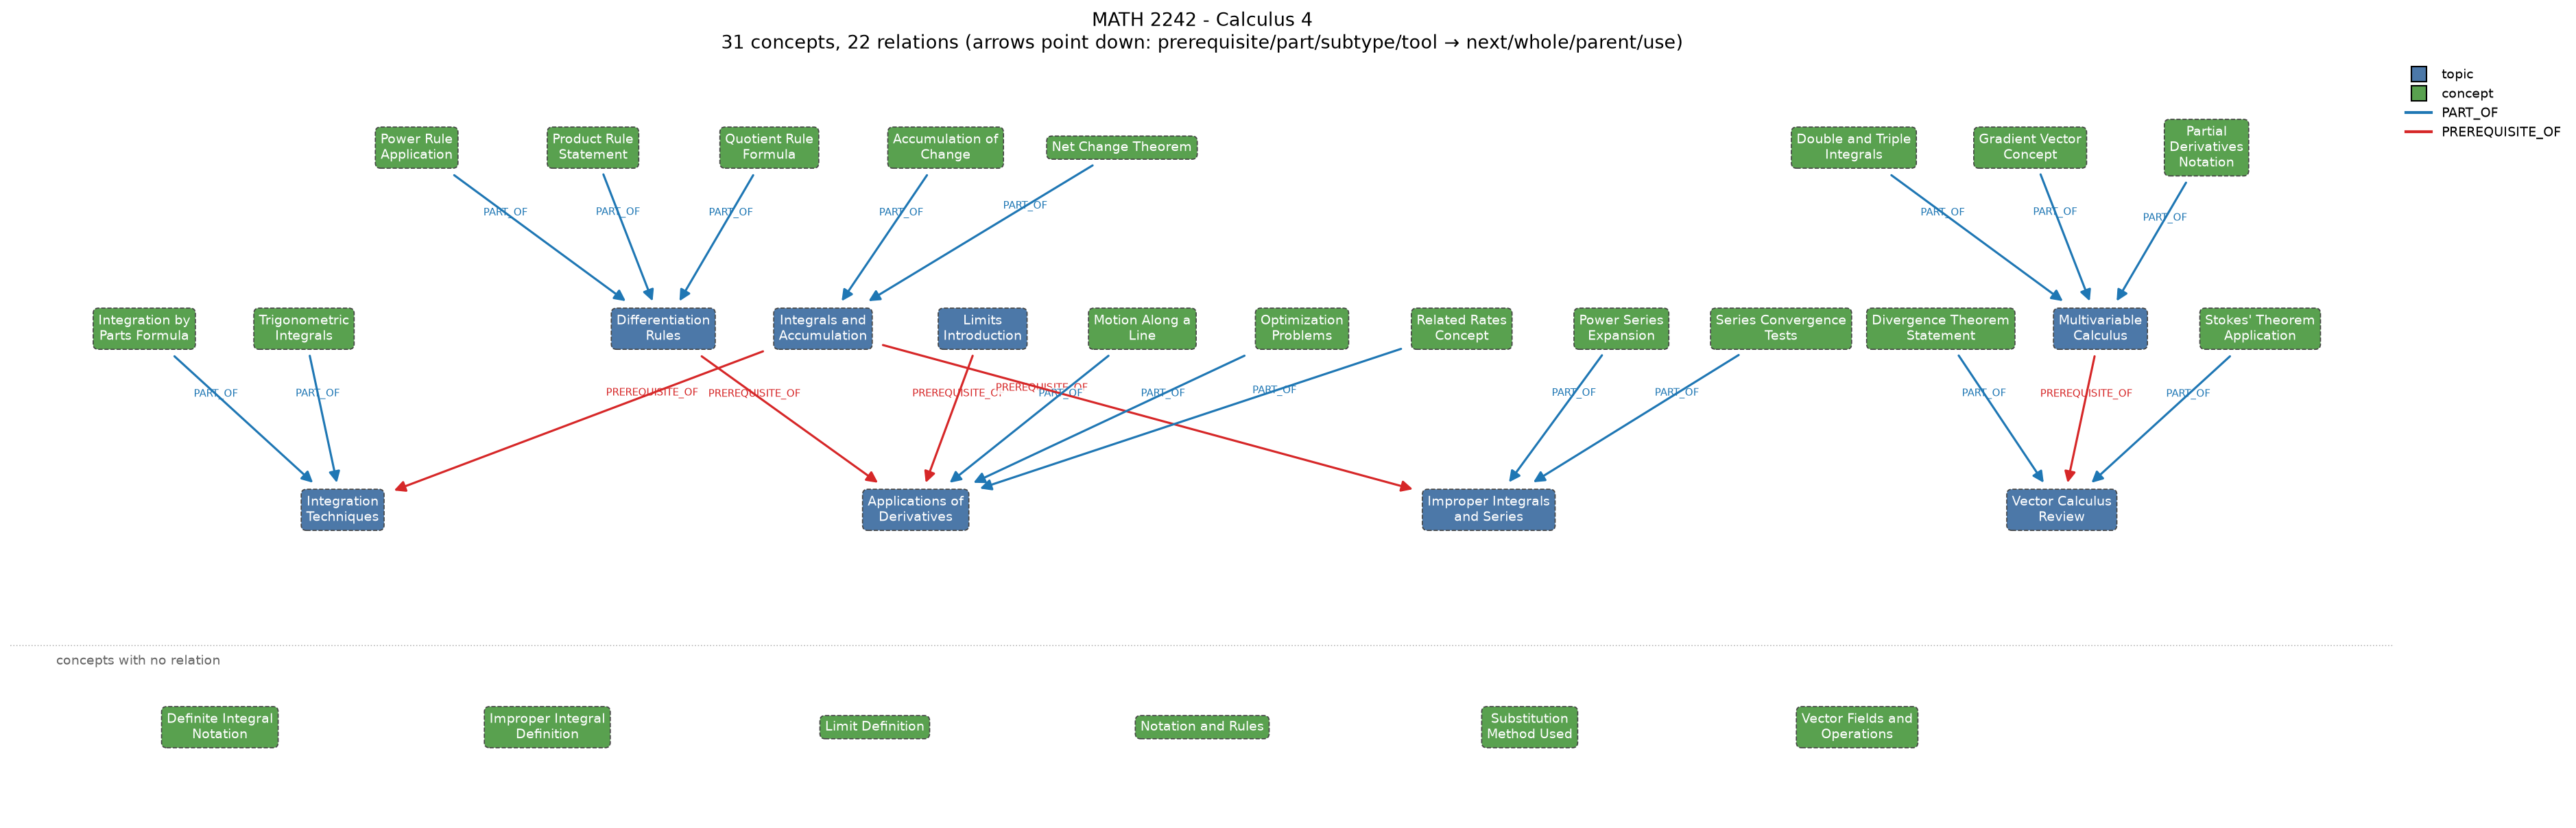 MATH 2242 - Calculus 4
31 concepts, 22 relations (arrows point down: prerequisite/part/subtype/tool → next/whole/parent/use)
topic
concept
PART_OF
PREREQUISITE_OF
Power Rule
Application
Product Rule
Statement
Quotient Rule
Formula
Accumulation of
Change
Net Change Theorem
Double and Triple
Integrals
Gradient Vector
Concept
Partial
Derivatives
Notation
PART_OF
PART_OF
PART_OF
PART_OF
PART_OF
PART_OF
PART_OF
PART_OF
Integration by
Parts Formula
Trigonometric
Integrals
Differentiation
Rules
Integrals and
Accumulation
Limits
Introduction
Motion Along a
Line
Optimization
Problems
Related Rates
Concept
Power Series
Expansion
Series Convergence
Tests
Divergence Theorem
Statement
Multivariable
Calculus
Stokes' Theorem
Application
PART_OF
PART_OF
PREREQUISITE_OF
PREREQUISITE_OF
PREREQUISITE_OF
PREREQUISITE_OF
PART_OF
PART_OF
PART_OF
PART_OF
PART_OF
PART_OF
PREREQUISITE_OF
PART_OF
Integration
Techniques
Applications of
Derivatives
Improper Integrals
and Series
Vector Calculus
Review
concepts with no relation
Definite Integral
Notation
Improper Integral
Definition
Limit Definition
Notation and Rules
Substitution
Method Used
Vector Fields and
Operations